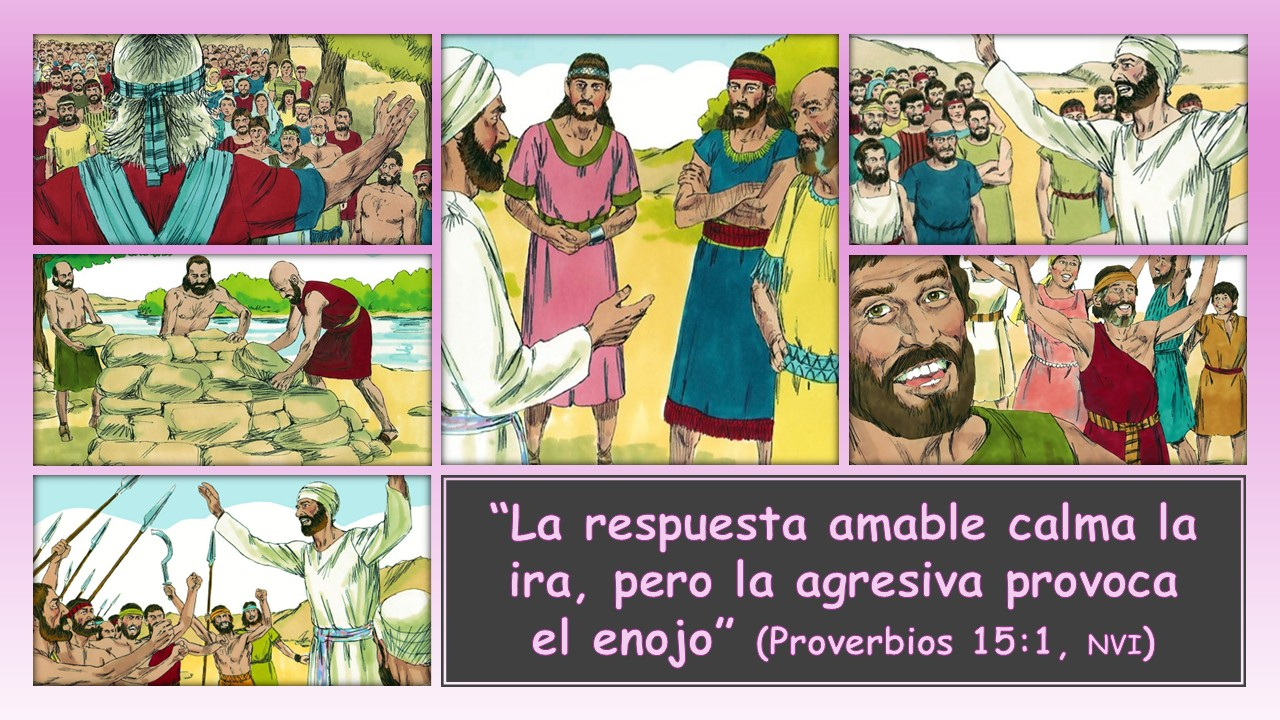 “La respuesta amable calma la
ira, pero la agresiva provoca
el enojo” (Proverbios 15:1, NVI)